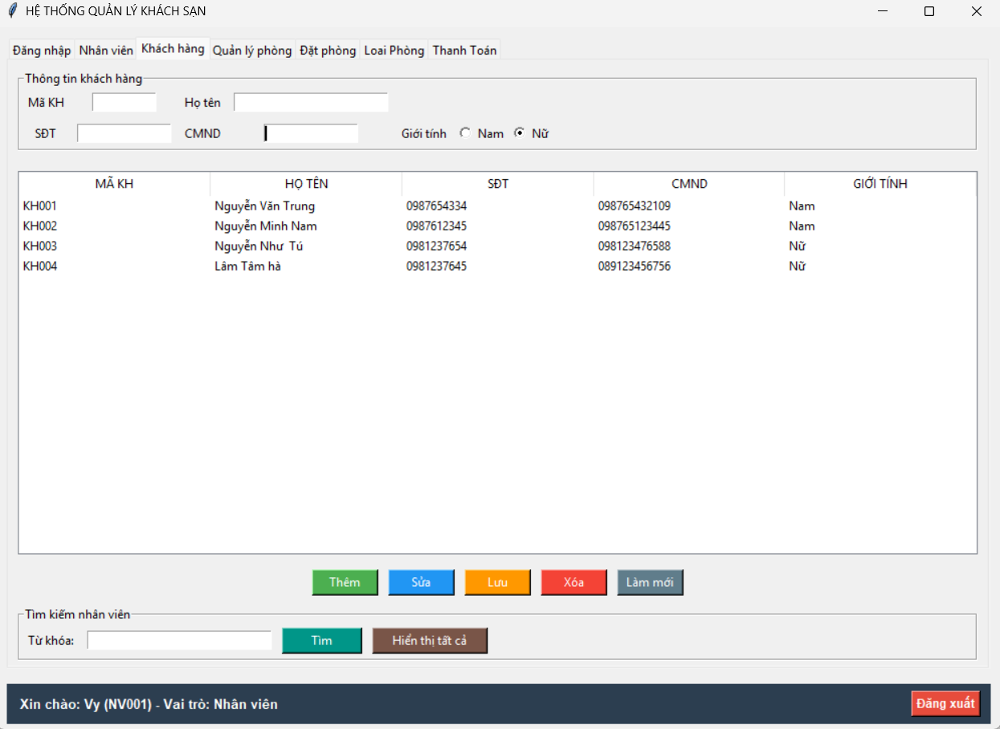 HỆ THỐNG QUẢN LÝ KHÁCH SẠN
Đăng nhập Nhân viên Khách hàng Quản lý phòng Đặt phòng Loai Phòng Thanh Toán
Thông tin khách hàng
Mã KH Họ tên
SĐT CMND Giới tính Nam Nữ
MÃ KH HỌ TÊN SĐT CMND GIỚI TÍNH
KH001 Nguyễn Văn Trung 0987654334 098765432109 Nam
KH002 Nguyễn Minh Nam 0987612345 098765123445 Nam
KH003 Nguyễn Như  Tú 0981237654 098123476588 Nữ
KH004 Lâm Tâm hà 0981237645 089123456756 Nữ
Thêm Sửa Lưu Xóa Làm mới
Tìm kiếm nhân viên
Từ khóa: Tìm Hiển thị tất cả
Xin chào: Vy (NV001) - Vai trò: Nhân viên Đăng xuất